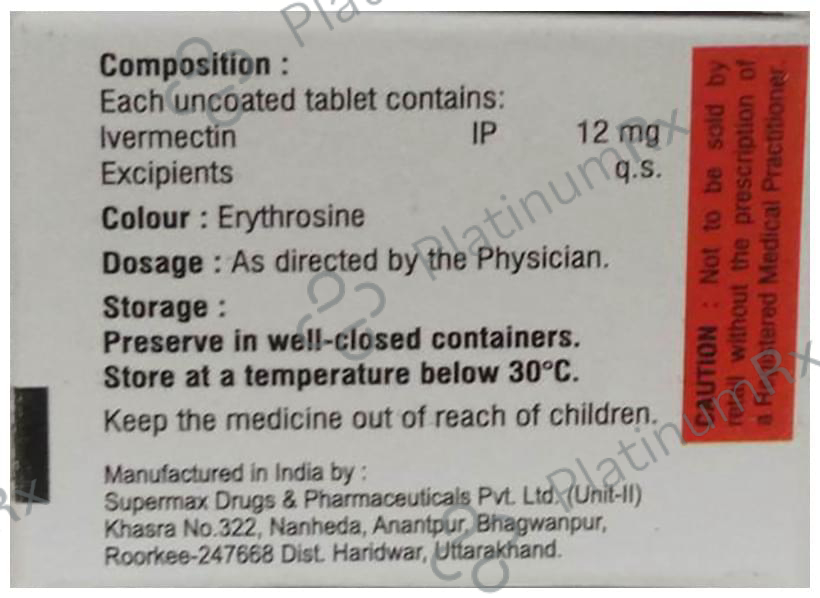 Composition :
Each uncoated tablet contains:
Ivermectin IP 12 mg
Excipients q.s.
Colour : Erythrosine
Dosage : As directed by the Physician.
Storage :
Preserve in well-closed containers.
Store at a temperature below 30°C.
Keep the medicine out of reach of children.
Manufactured in India by :
Supermax Drugs & Pharmaceuticals Pvt. Ltd. (Unit-II)
Khasra No.322, Nanheda, Anantpur, Bhagwanpur,
Roorkee-247668 Dist. Haridwar, Uttarakhand.
CAUTION : Not to be sold by
retail without the prescription of
a Registered Medical Practitioner.
PlatinumRx
PlatinumRx
PlatinumRx
Plat
Rx